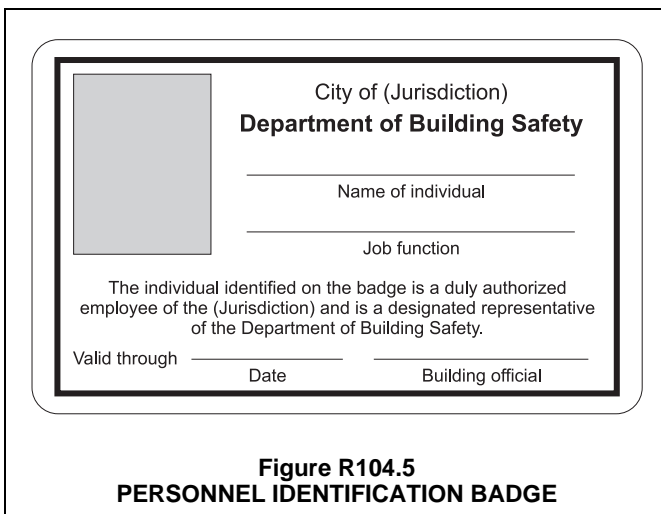 City of (Jurisdiction)
Department of Building Safety
Name of individual
Job function
The individual identified on the badge is a duly authorized
employee of the (Jurisdiction) and is a designated representative
of the Department of Building Safety.
Valid through
Date
Building official
Figure R104.5
PERSONNEL IDENTIFICATION BADGE